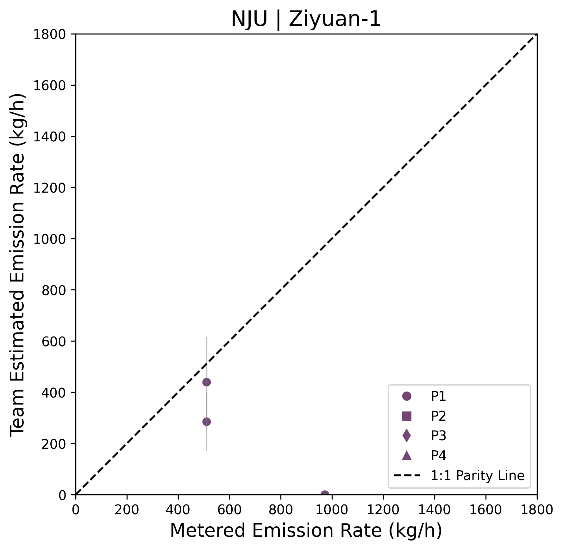 NJU | Ziyuan-1
Team Estimated Emission Rate (kg/h)
1800
1600
1400
1200
1000
800
600
400
200
0
P1
P2
P3
P4
1:1 Parity Line
0 200 400 600 800 1000 1200 1400 1600 1800
Metered Emission Rate (kg/h)